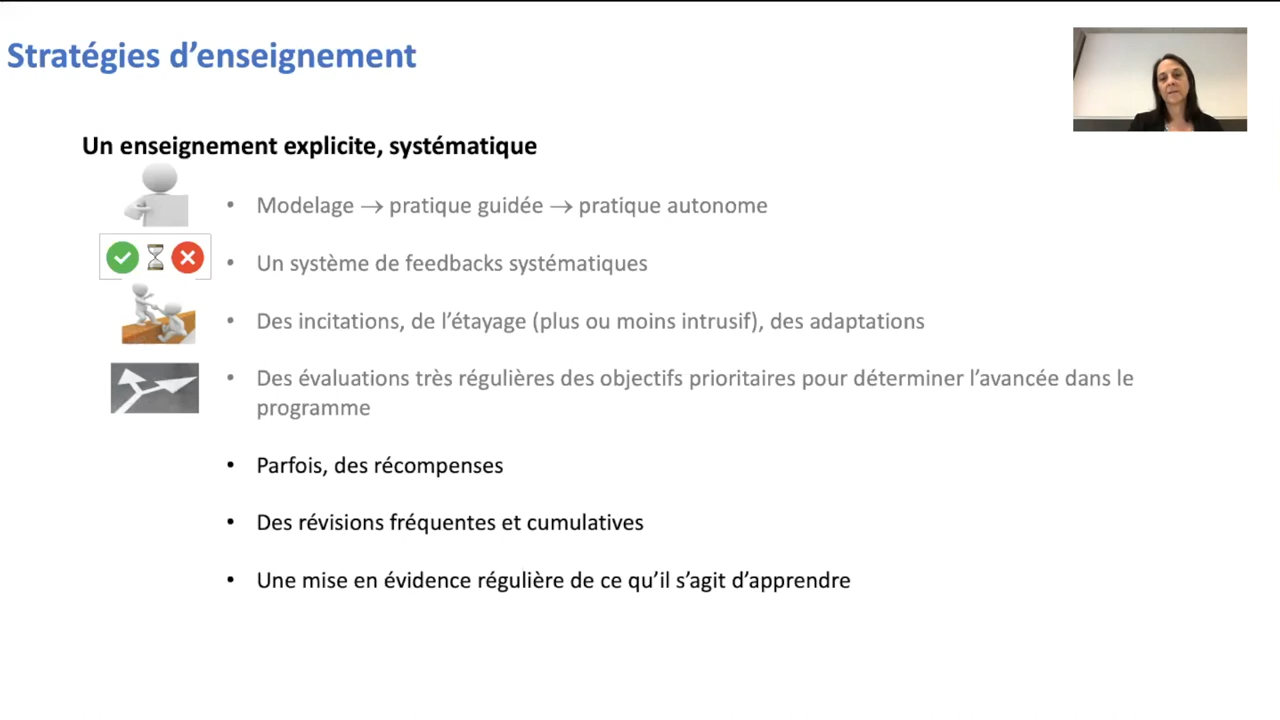 Stratégies d’enseignement
Un enseignement explicite, systématique
• Modelage → pratique guidée → pratique autonome
• Un système de feedbacks systématiques
• Des incitations, de l’étayage (plus ou moins intrusif), des adaptations
• Des évaluations très régulières des objectifs prioritaires pour déterminer l’avancée dans le
programme
• Parfois, des récompenses
• Des révisions fréquentes et cumulatives
• Une mise en évidence régulière de ce qu’il s’agit d’apprendre